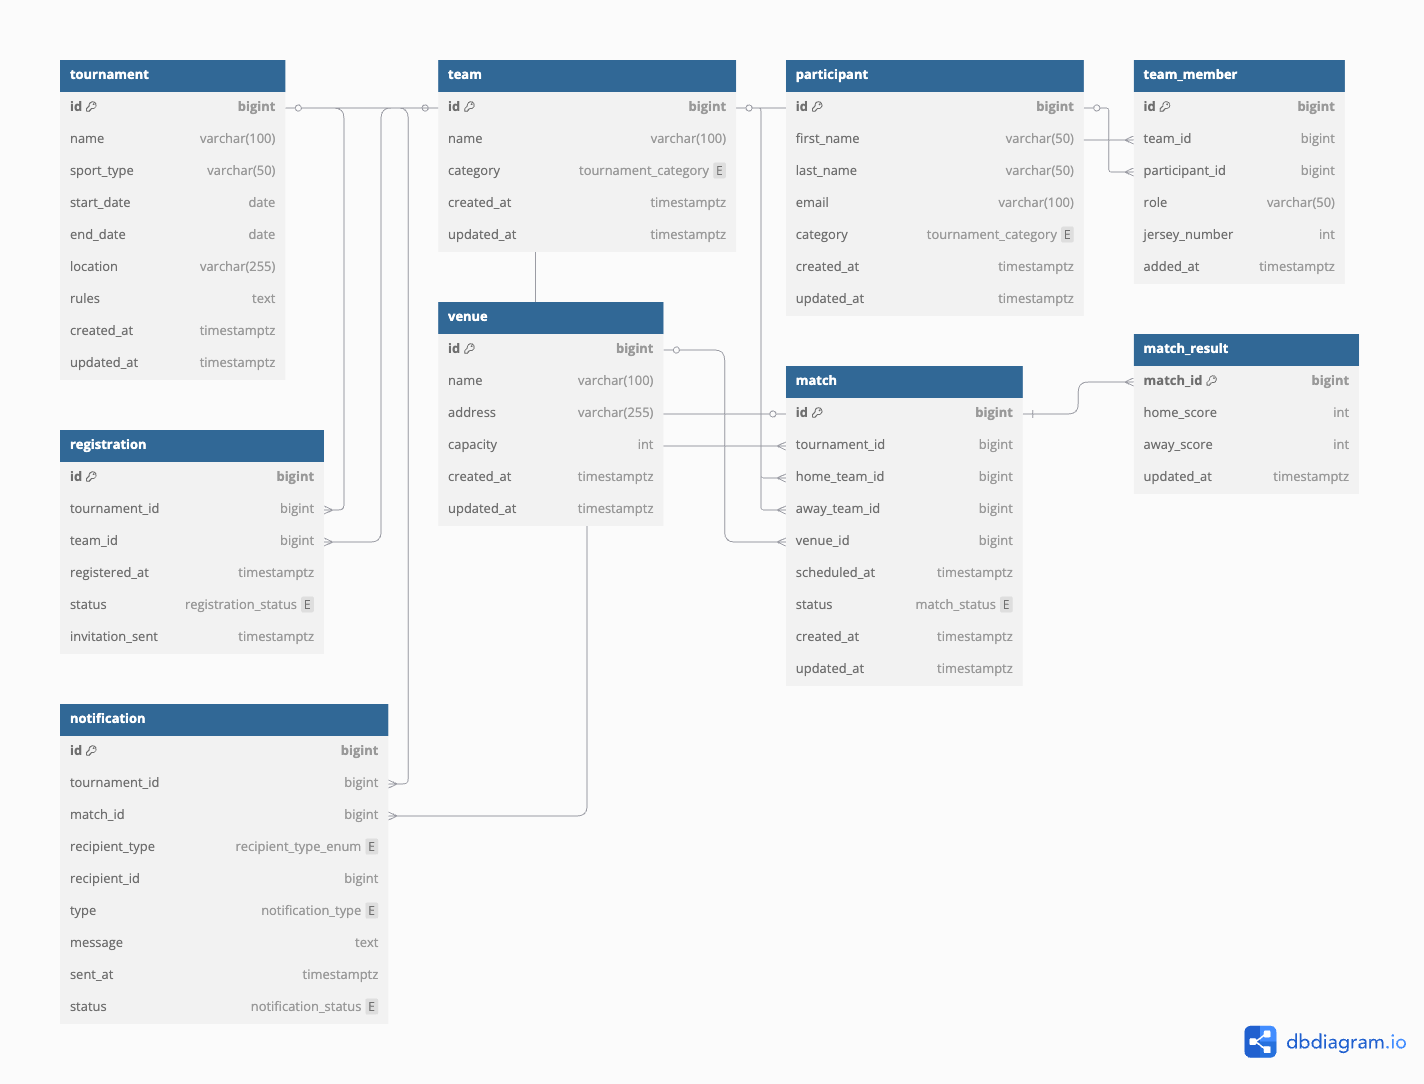 tournament
id bigint
name varchar(100)
sport_type varchar(50)
start_date date
end_date date
location varchar(255)
rules text
created_at timestamptz
updated_at timestamptz
team
id bigint
name varchar(100)
category tournament_category E
created_at timestamptz
updated_at timestamptz
participant
id bigint
first_name varchar(50)
last_name varchar(50)
email varchar(100)
category tournament_category E
created_at timestamptz
updated_at timestamptz
team_member
id bigint
team_id bigint
participant_id bigint
role varchar(50)
jersey_number int
added_at timestamptz
venue
id bigint
name varchar(100)
address varchar(255)
capacity int
created_at timestamptz
updated_at timestamptz
match
id bigint
tournament_id bigint
home_team_id bigint
away_team_id bigint
venue_id bigint
scheduled_at timestamptz
status match_status E
created_at timestamptz
updated_at timestamptz
match_result
match_id bigint
home_score int
away_score int
updated_at timestamptz
registration
id bigint
tournament_id bigint
team_id bigint
registered_at timestamptz
status registration_status E
invitation_sent timestamptz
notification
id bigint
tournament_id bigint
match_id bigint
recipient_type recipient_type_enum E
recipient_id bigint
type notification_type E
message text
sent_at timestamptz
status notification_status E
dbdiagram.io